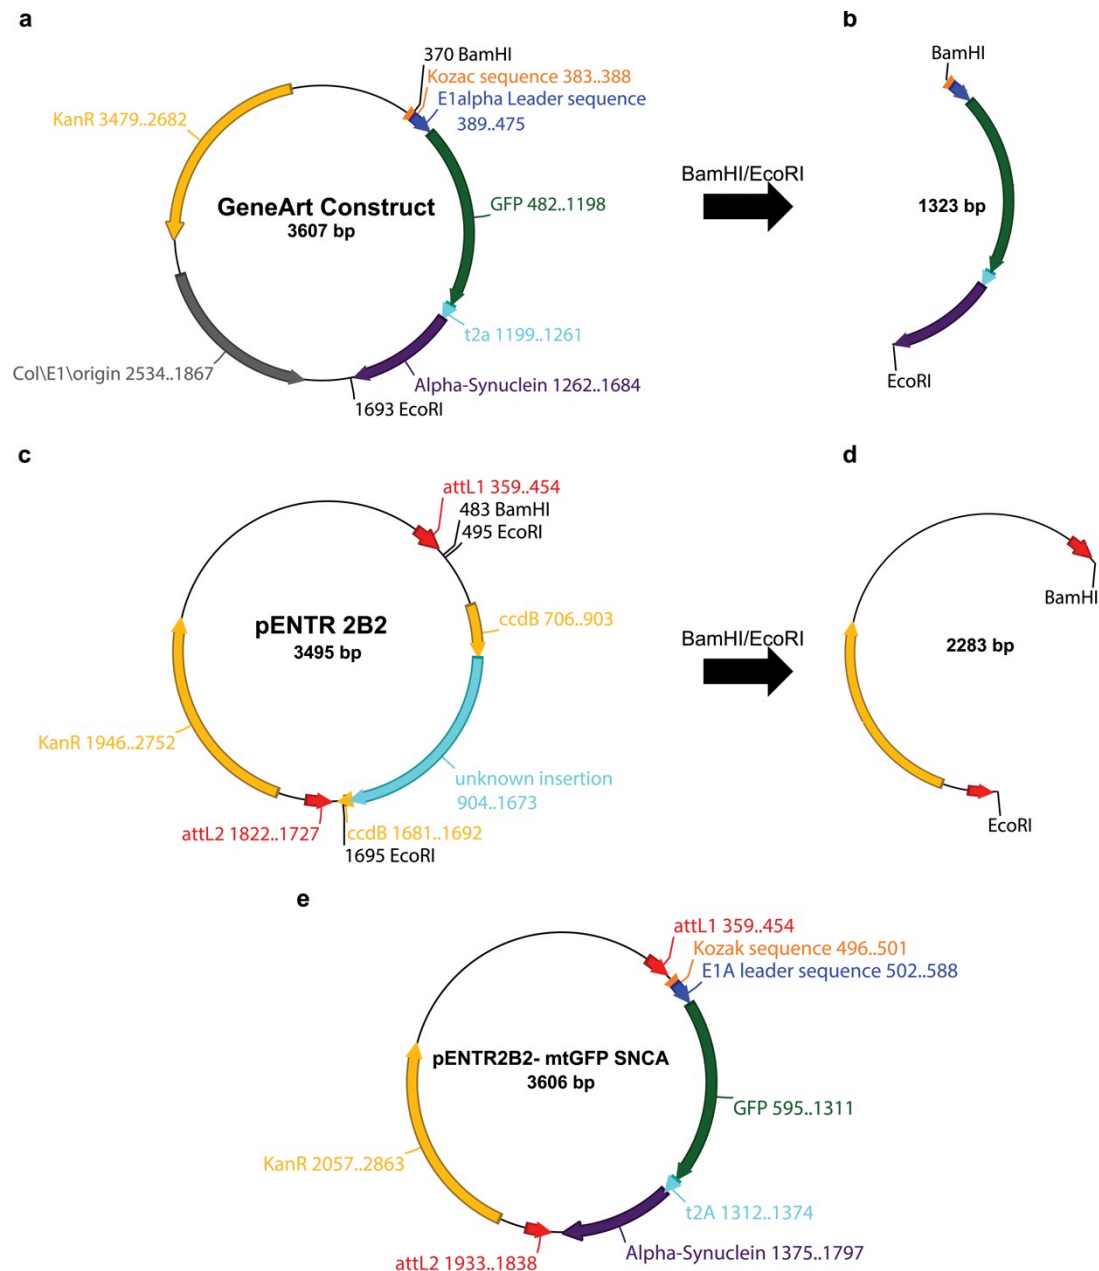 a
370 BamHI
Kozac sequence 383..388
E1alpha Leader sequence
389..475
KanR 3479..2682
GeneArt Construct
3607 bp
GFP 482..1198
t2a 1199..1261
Col\E1\origin 2534..1867
Alpha-Synuclein 1262..1684
1693 EcoRI
BamHI/EcoRI
b
BamHI
1323 bp
EcoRI
c
attL1 359..454
483 BamHI
495 EcoRI
pENTR 2B2
3495 bp
ccdB 706..903
KanR 1946..2752
unknown insertion
904..1673
attL2 1822..1727
ccdB 1681..1692
1695 EcoRI
BamHI/EcoRI
d
BamHI
2283 bp
EcoRI
e
attL1 359..454
Kozak sequence 496..501
E1A leader sequence 502..588
pENTR2B2- mtGFP SNCA
3606 bp
GFP 595..1311
KanR 2057..2863
t2A 1312..1374
Alpha-Synuclein 1375..1797
attL2 1933..1838